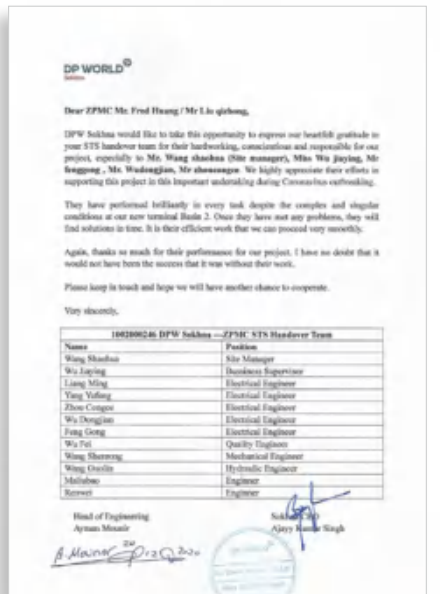 DP WORLD
Sokhna
Dear ZPMC Mr. Fred Huang / Mr Liu qizhong,
DPW Sokhna would like to take this opportunity to express our heartfelt gratitude to
your STS handover team for their hardworking, conscientious and responsible for our
project, especially to Mr. Wang shaohua (Site manager), Miss Wu jiaying, Mr
fenggong , Mr. Wudongjian, Mr zhoucongce. We highly appreciate their efforts in
supporting this project in this important undertaking during Coronavirus outbreaking.
They have performed brilliantly in every task despite the complex and singular
conditions at our new terminal Basin 2. Once they have met any problems, they will
find solutions in time. It is their efficient work that we can proceed very smoothly.
Again, thanks so much for their performance for our project. I have no doubt that it
would not have been the success that it was without their work.
Please keep in touch and hope we will have another chance to cooperate.
Very sincerely,
1002000246 DPW Sokhna —ZPMC STS Handover Team
Name Position
Wang Shaohua Site Manager
Wu Jiaying Bussiness Supervisor
Liang Ming Electrical Engineer
Yang Yufeng Electrical Engineer
Zhou Congce Electrical Engineer
Wu Dongjian Electrical Engineer
Feng Gong Electrical Engineer
Wu Fei Quality Engineer
Wang Mechanical Engineer
Wang Guolin Hydraulic Engineer
Maliubao Engineer
Renwei Engineer
Head of Engineering Sokhna
Ayman Mounir Ajayy Kumar Singh
A. Mounir 2020